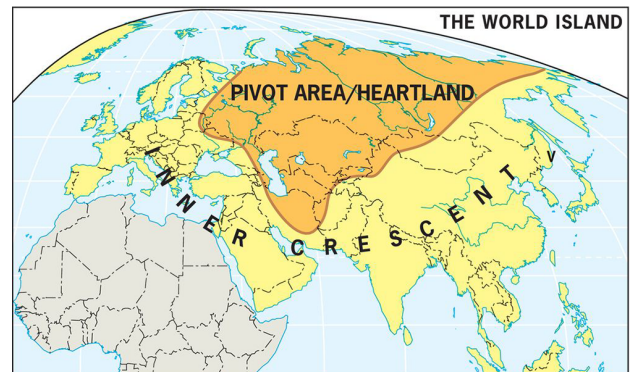 THE WORLD ISLAND
PIVOT AREA/HEARTLAND
INNER CRESCENT
V